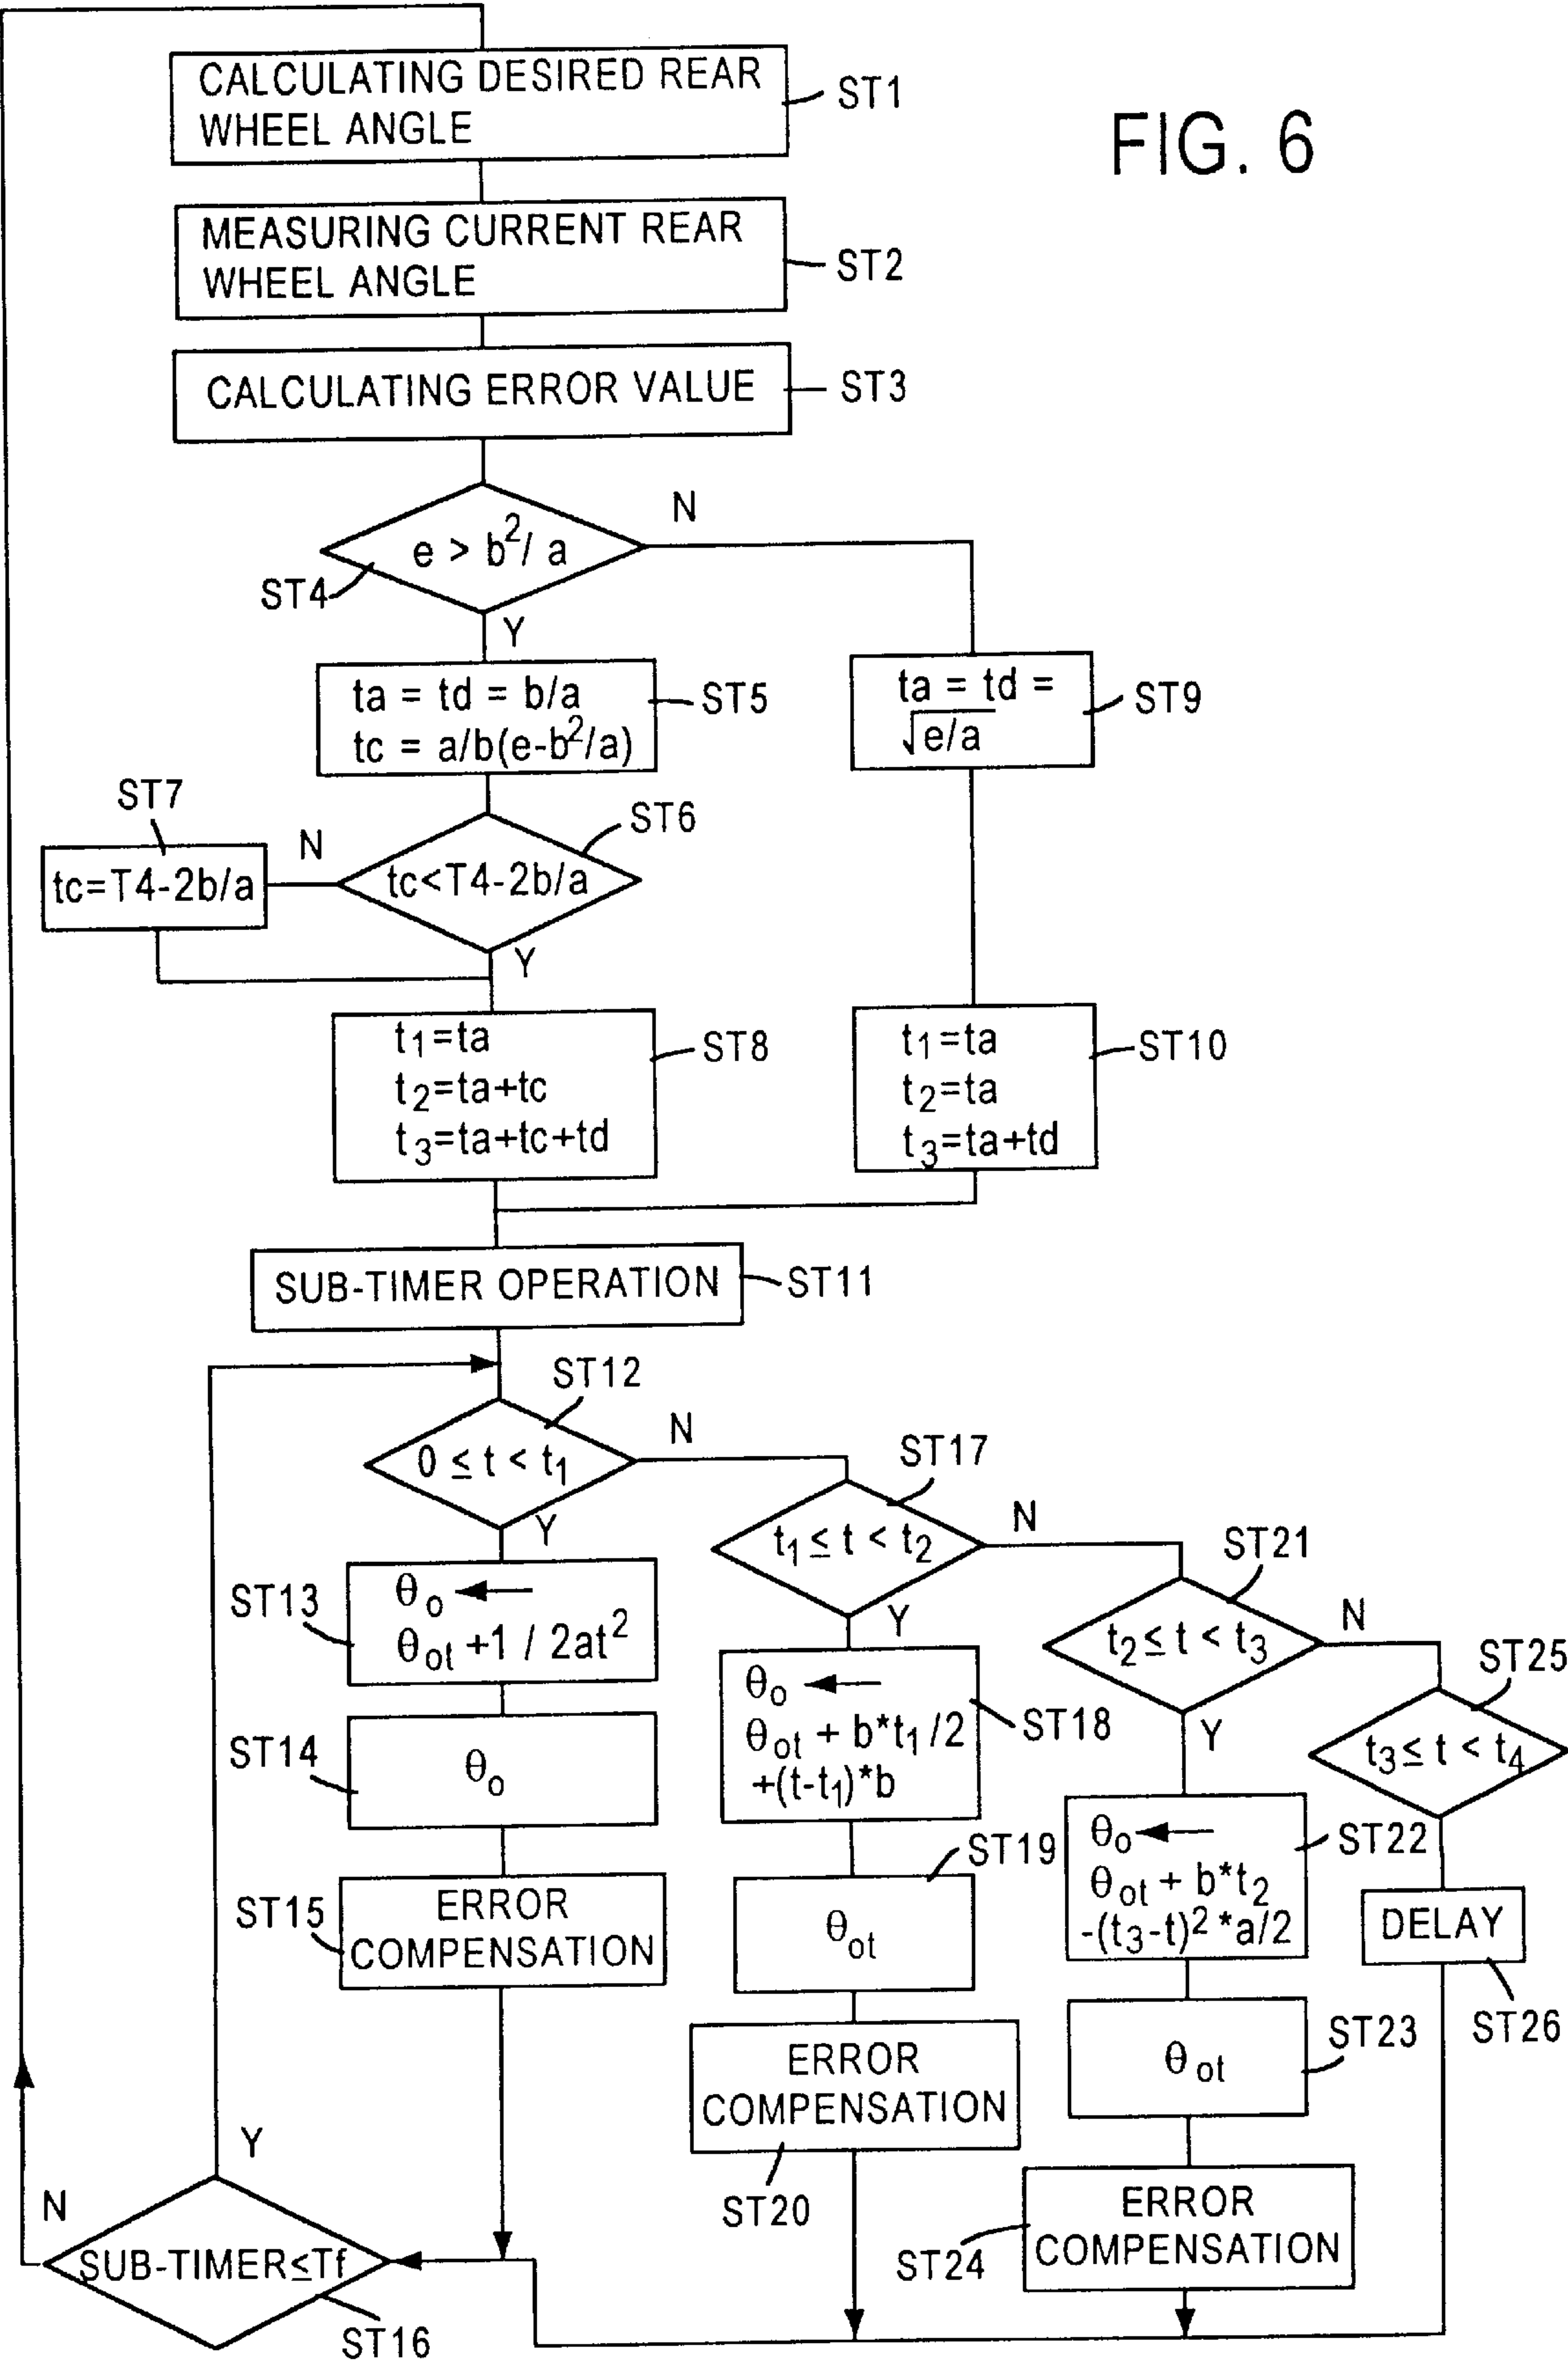 FIG. 6
CALCULATING DESIRED REAR
WHEEL ANGLE
ST1
MEASURING CURRENT REAR
WHEEL ANGLE
ST2
CALCULATING ERROR VALUE
ST3
e > b²/ a
ST4
N
Y
ta = td = b/a
tc = a/b(e-b²/a)
ST5
ta = td =
√e/a
ST9
ST7
tc=T4-2b/a
N
tc<T4-2b/a
ST6
Y
t₁=ta
t₂=ta+tc
t₃=ta+tc+td
ST8
t₁=ta
t₂=ta
t₃=ta+td
ST10
SUB-TIMER OPERATION
ST11
0 ≤ t < t₁
ST12
N
Y
ST13
θₒ ←
θₒₜ +1 / 2at²
ST14
θₒ
ST15
ERROR
COMPENSATION
t₁ ≤ t < t₂
ST17
N
Y
θₒ ←
θₒₜ + b*t₁ /2
+(t-t₁)*b
ST18
θₒₜ
ST19
ERROR
COMPENSATION
ST20
t₂ ≤ t < t₃
ST21
N
Y
θₒ ←
θₒₜ + b*t₂
-(t₃-t)² *a/2
ST22
θₒₜ
ST23
ERROR
COMPENSATION
ST24
t₃ ≤ t < t₄
ST25
DELAY
ST26
Y
N
SUB-TIMER≤Tf
ST16